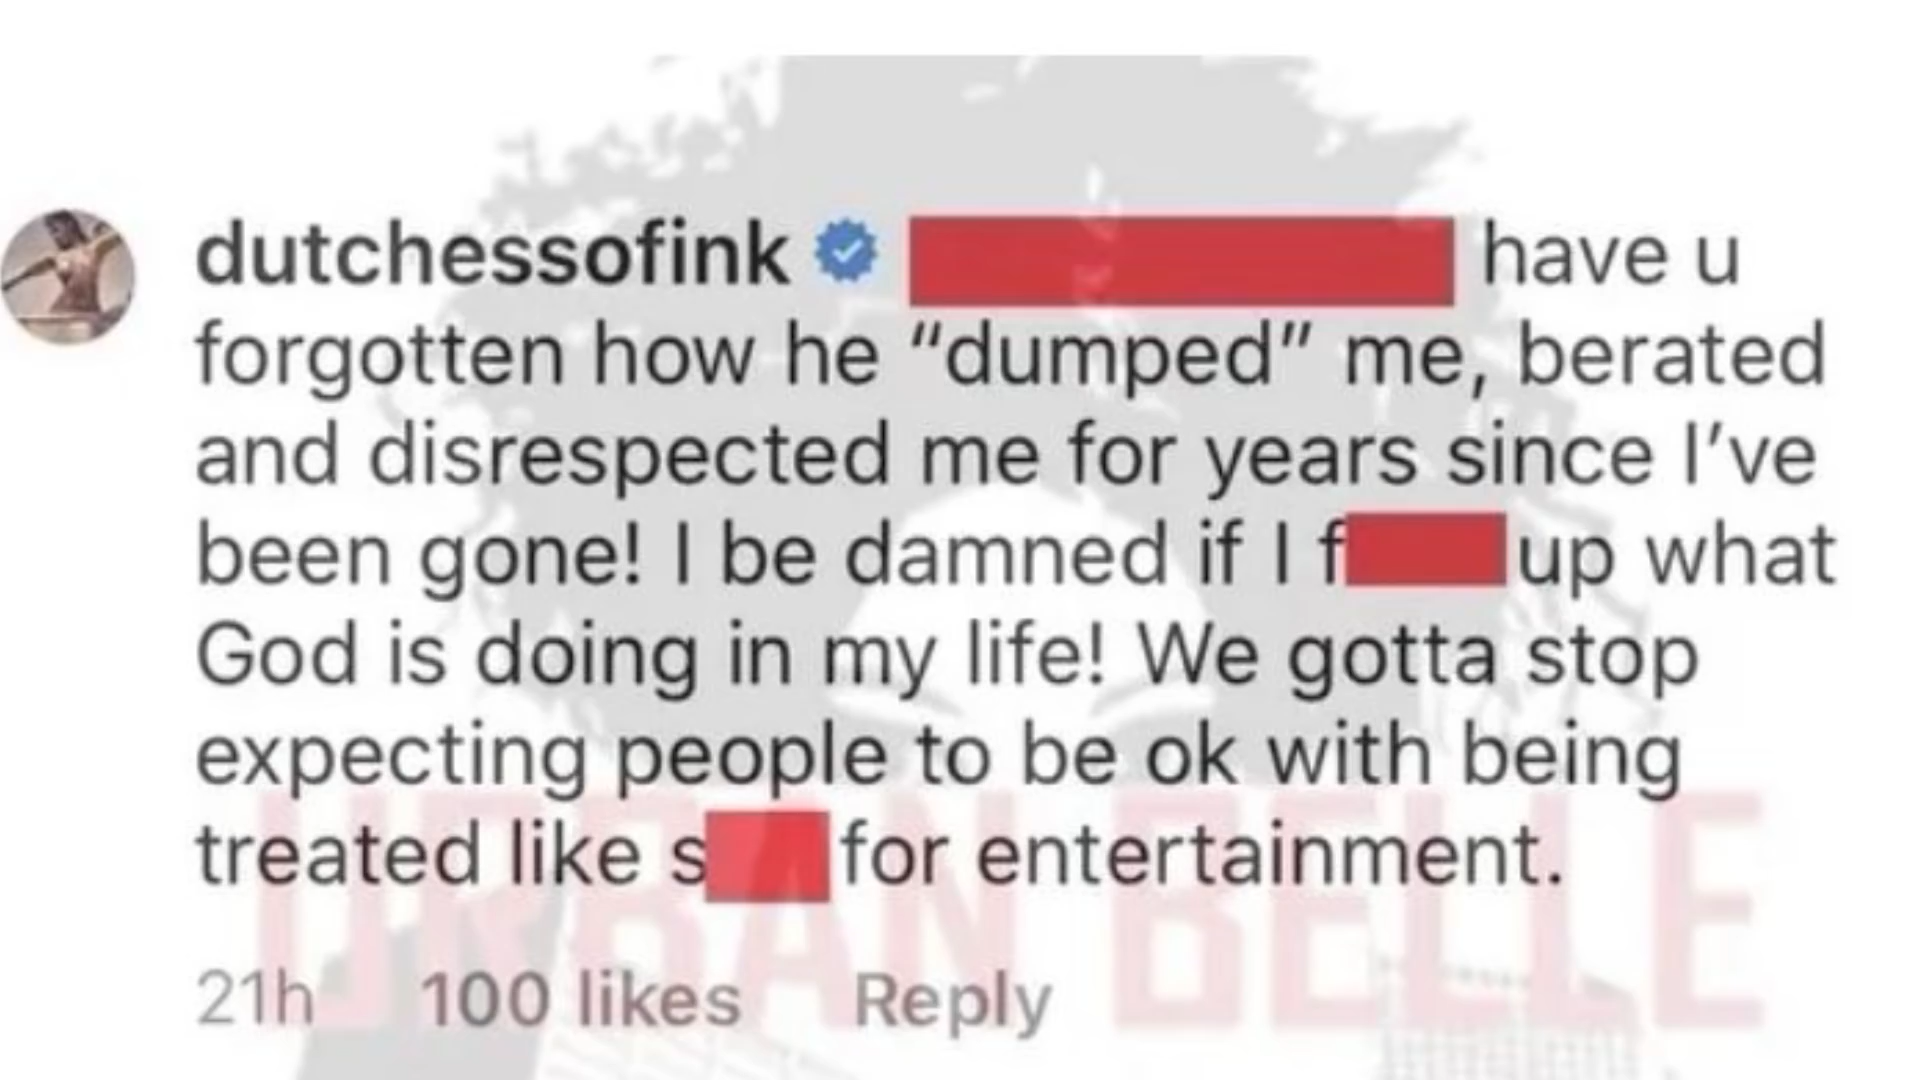 dutchessofink have u
forgotten how he “dumped” me, berated
and disrespected me for years since I’ve
been gone! I be damned if I f up what
God is doing in my life! We gotta stop
expecting people to be ok with being
treated like s for entertainment.
21h 100 likes Reply
URBAN BELLE